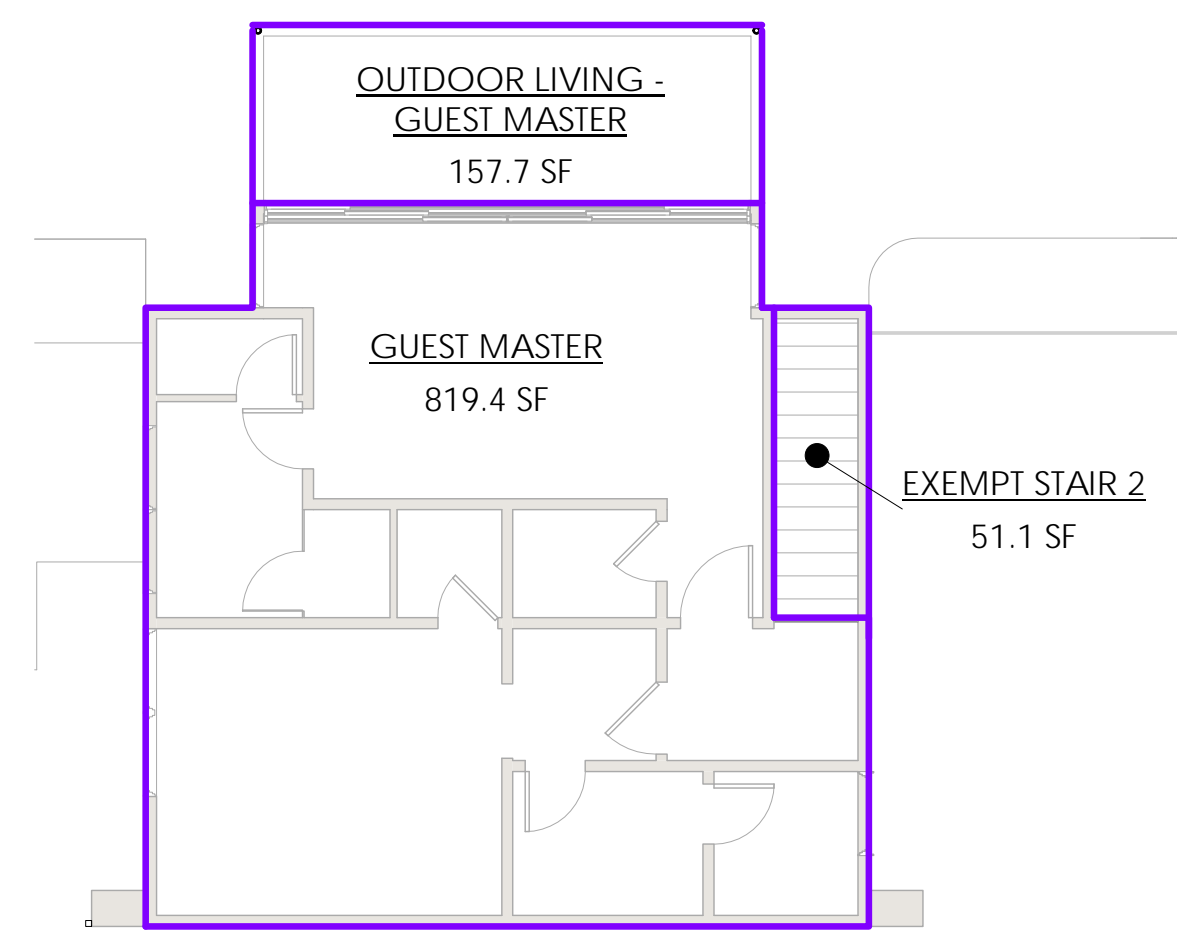 OUTDOOR LIVING -
GUEST MASTER
157.7 SF
GUEST MASTER
819.4 SF
EXEMPT STAIR 2
51.1 SF